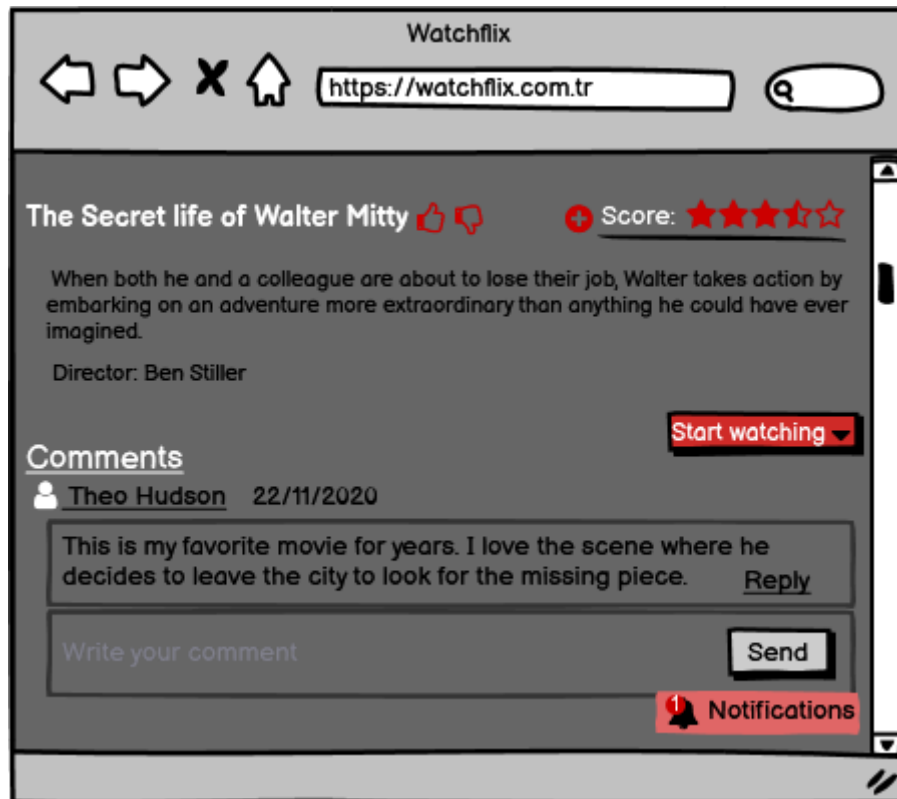 Watchflix
https://watchflix.com.tr
The Secret life of Walter Mitty
Score:
When both he and a colleague are about to lose their job, Walter takes action by
embarking on an adventure more extraordinary than anything he could have ever
imagined.
Director: Ben Stiller
Start watching
Comments
Theo Hudson 22/11/2020
This is my favorite movie for years. I love the scene where he
decides to leave the city to look for the missing piece.
Reply
Write your comment
Send
1 Notifications